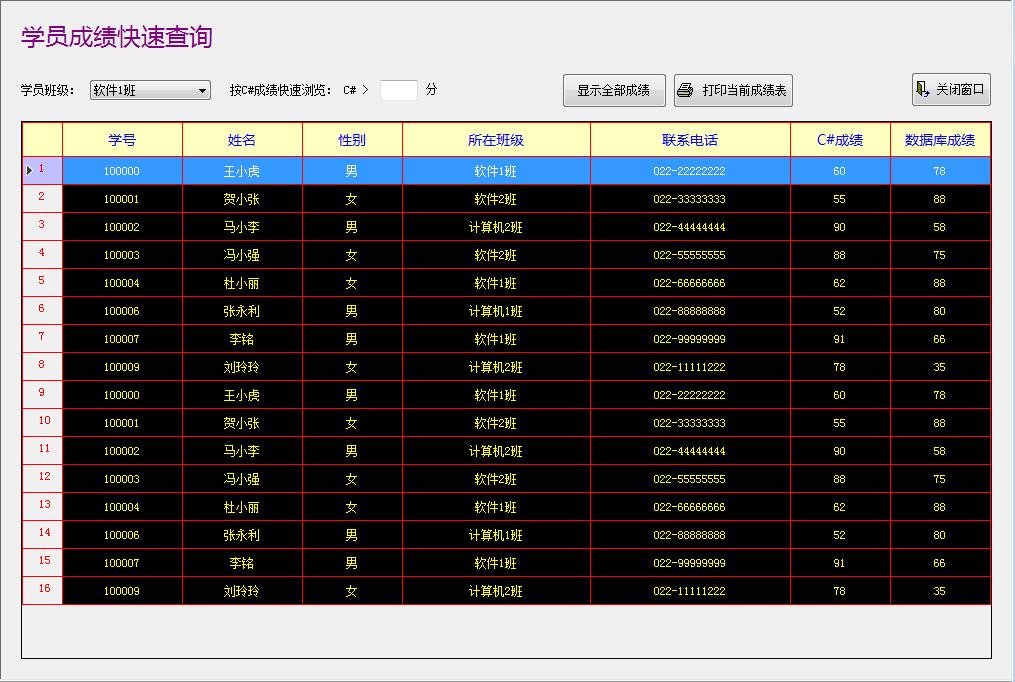 学员成绩快速查询
学员班级： 软件1班 按C#成绩快速浏览： C# > 分 显示全部成绩 打印当前成绩表 关闭窗口
学号 姓名 性别 所在班级 联系电话 C#成绩 数据库成绩
1 100000 王小虎 男 软件1班 022-22222222 60 78
2 100001 贺小张 女 软件2班 022-33333333 55 88
3 100002 马小李 男 计算机2班 022-44444444 90 58
4 100003 冯小强 女 软件2班 022-55555555 88 75
5 100004 杜小丽 女 软件1班 022-66666666 62 88
6 100006 张永利 男 计算机1班 022-88888888 52 80
7 100007 李铭 男 软件1班 022-99999999 91 66
8 100009 刘玲玲 女 计算机2班 022-11111222 78 35
9 100000 王小虎 男 软件1班 022-22222222 60 78
10 100001 贺小张 女 软件2班 022-33333333 55 88
11 100002 马小李 男 计算机2班 022-44444444 90 58
12 100003 冯小强 女 软件2班 022-55555555 88 75
13 100004 杜小丽 女 软件1班 022-66666666 62 88
14 100006 张永利 男 计算机1班 022-88888888 52 80
15 100007 李铭 男 软件1班 022-99999999 91 66
16 100009 刘玲玲 女 计算机2班 022-11111222 78 35